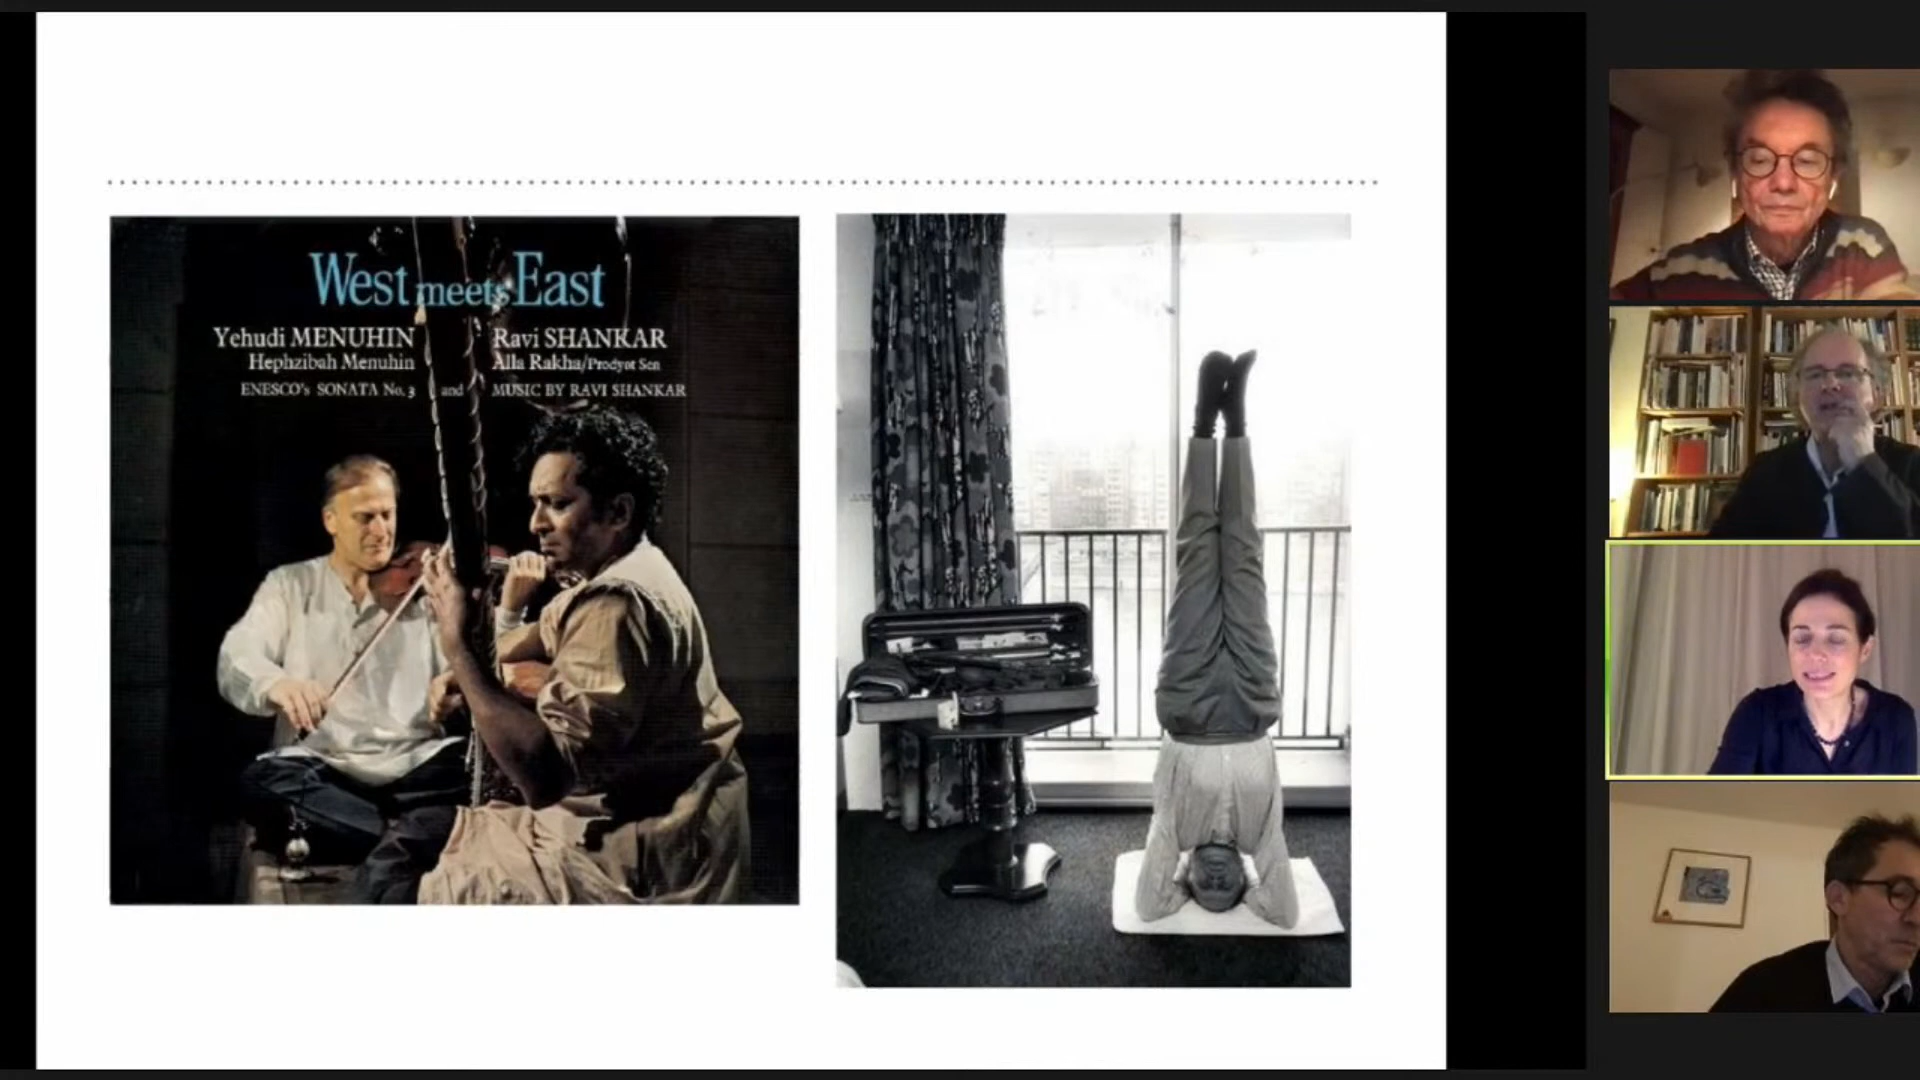 West meets East
Yehudi MENUHIN Ravi SHANKAR
Hephzibah Menuhin Alla Rakha/Prodyot Sen
ENESCO's SONATA No. 3 and MUSIC BY RAVI SHANKAR